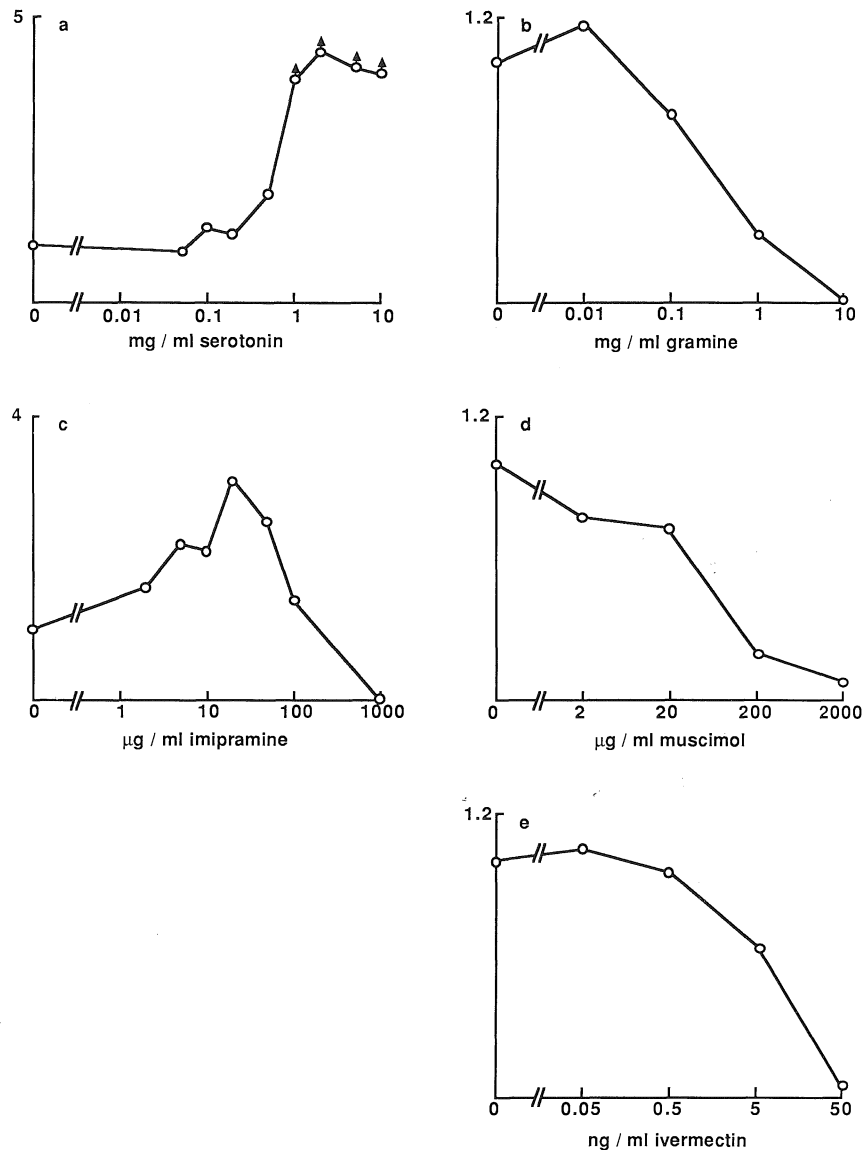 5
a
0 0.01 0.1 1 10
mg / ml serotonin
1.2
b
0 0.01 0.1 1 10
mg / ml gramine
4
c
0 1 10 100 1000
μg / ml imipramine
1.2
d
0 2 20 200 2000
μg / ml muscimol
1.2
e
0 0.05 0.5 5 50
ng / ml ivermectin